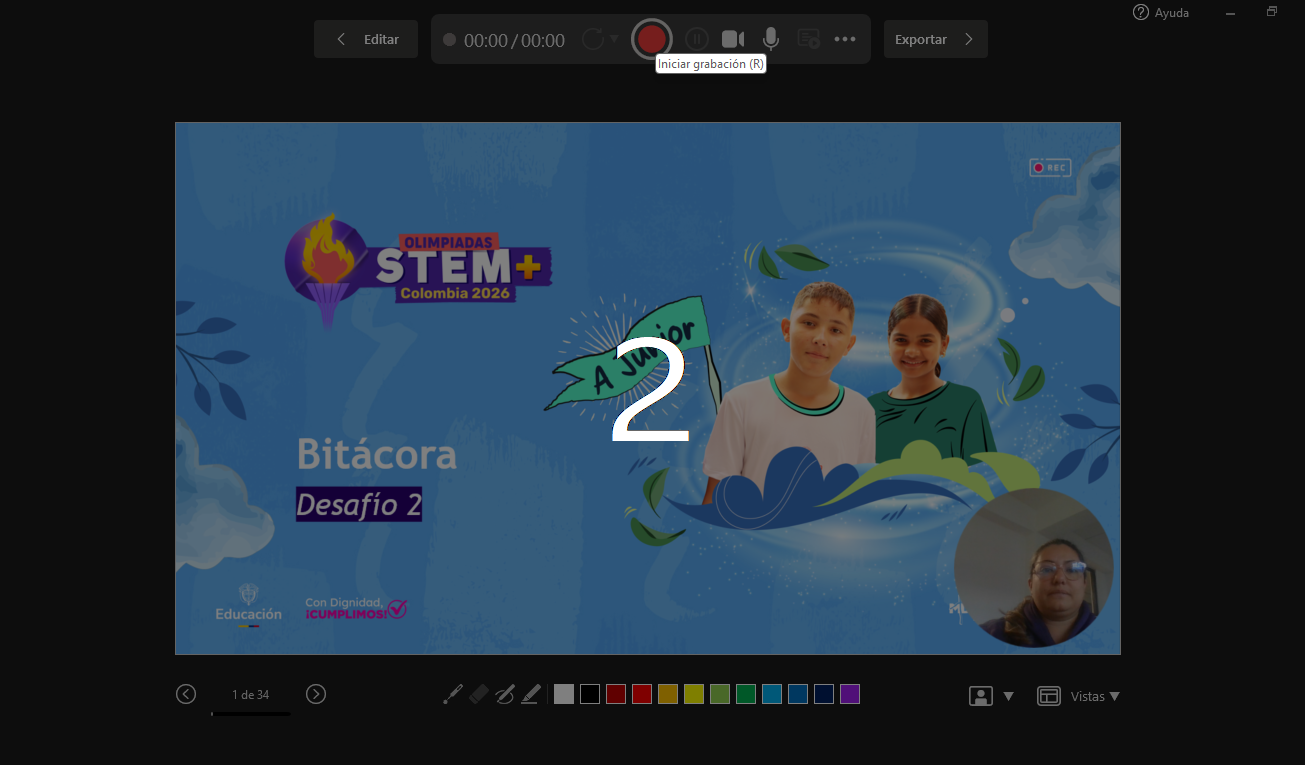 Ayuda
Editar
00:00 / 00:00
Exportar
Iniciar grabación (R)
REC
OLIMPIADAS
STEM+
Colombia 2026
A Junior
2
Bitácora
Desafío 2
Educación
Con Dignidad,
¡CUMPLIMOS!
1 de 34
Vistas